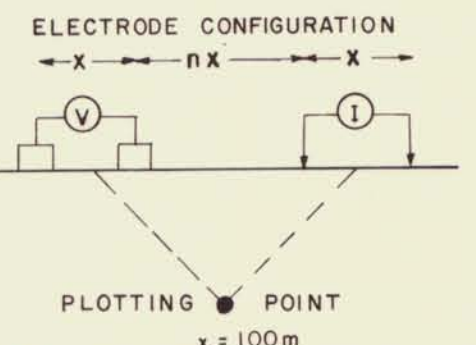 ELECTRODE CONFIGURATION
X nX X
V I
PLOTTING POINT
x = 100m